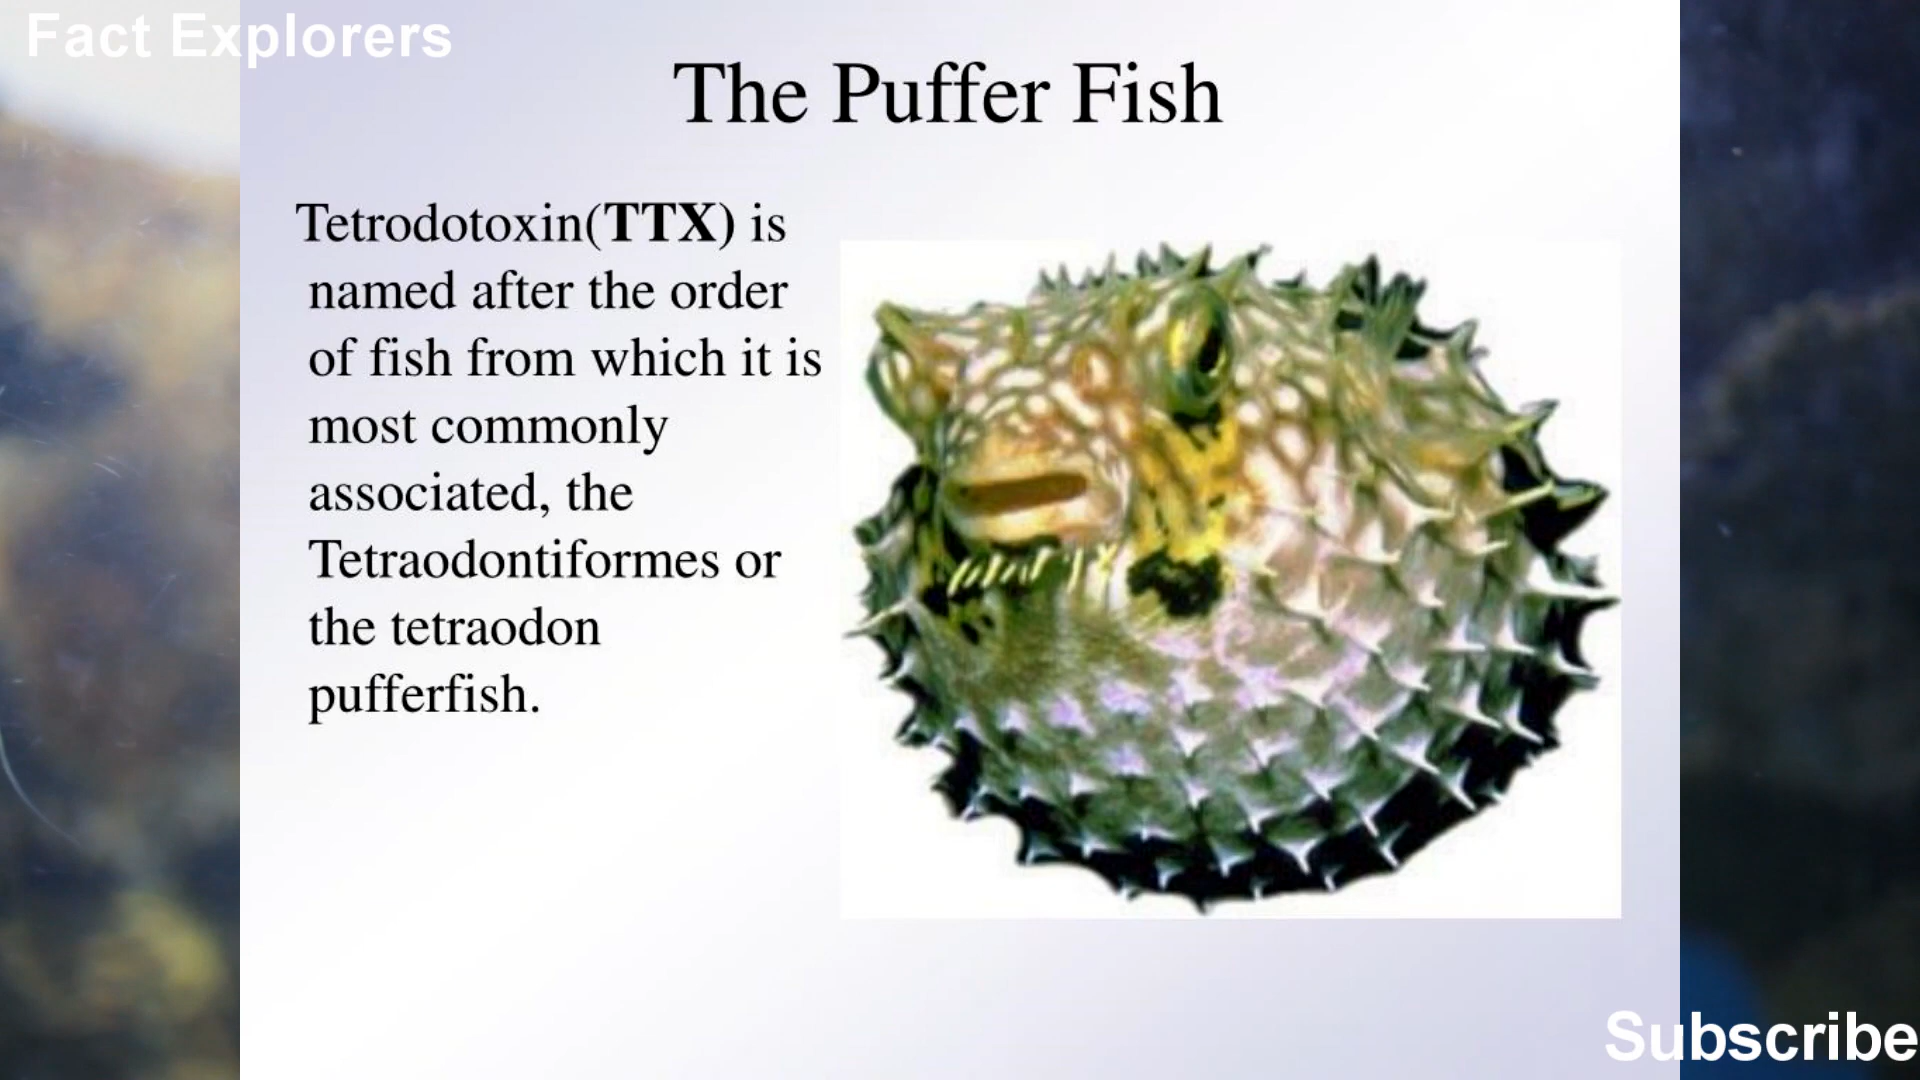 Fact Explorers
The Puffer Fish
Tetrodotoxin(TTX) is
named after the order
of fish from which it is
most commonly
associated, the
Tetraodontiformes or
the tetraodon
pufferfish.
Subscribe